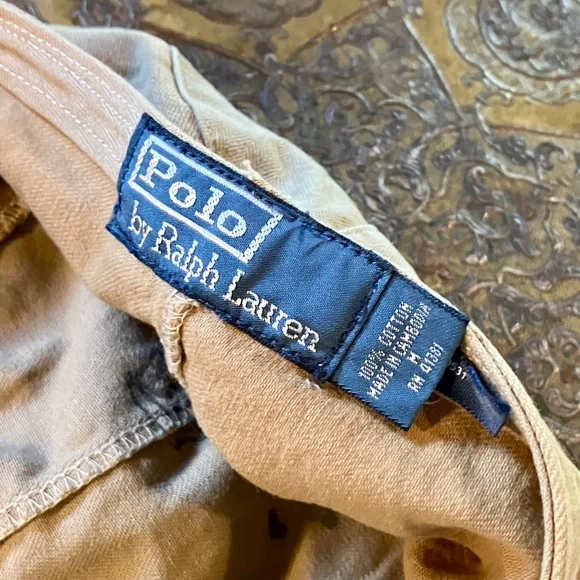 Polo
by Ralph Lauren
100% COTTON
MADE IN CAMBODIA
M
RN 41381